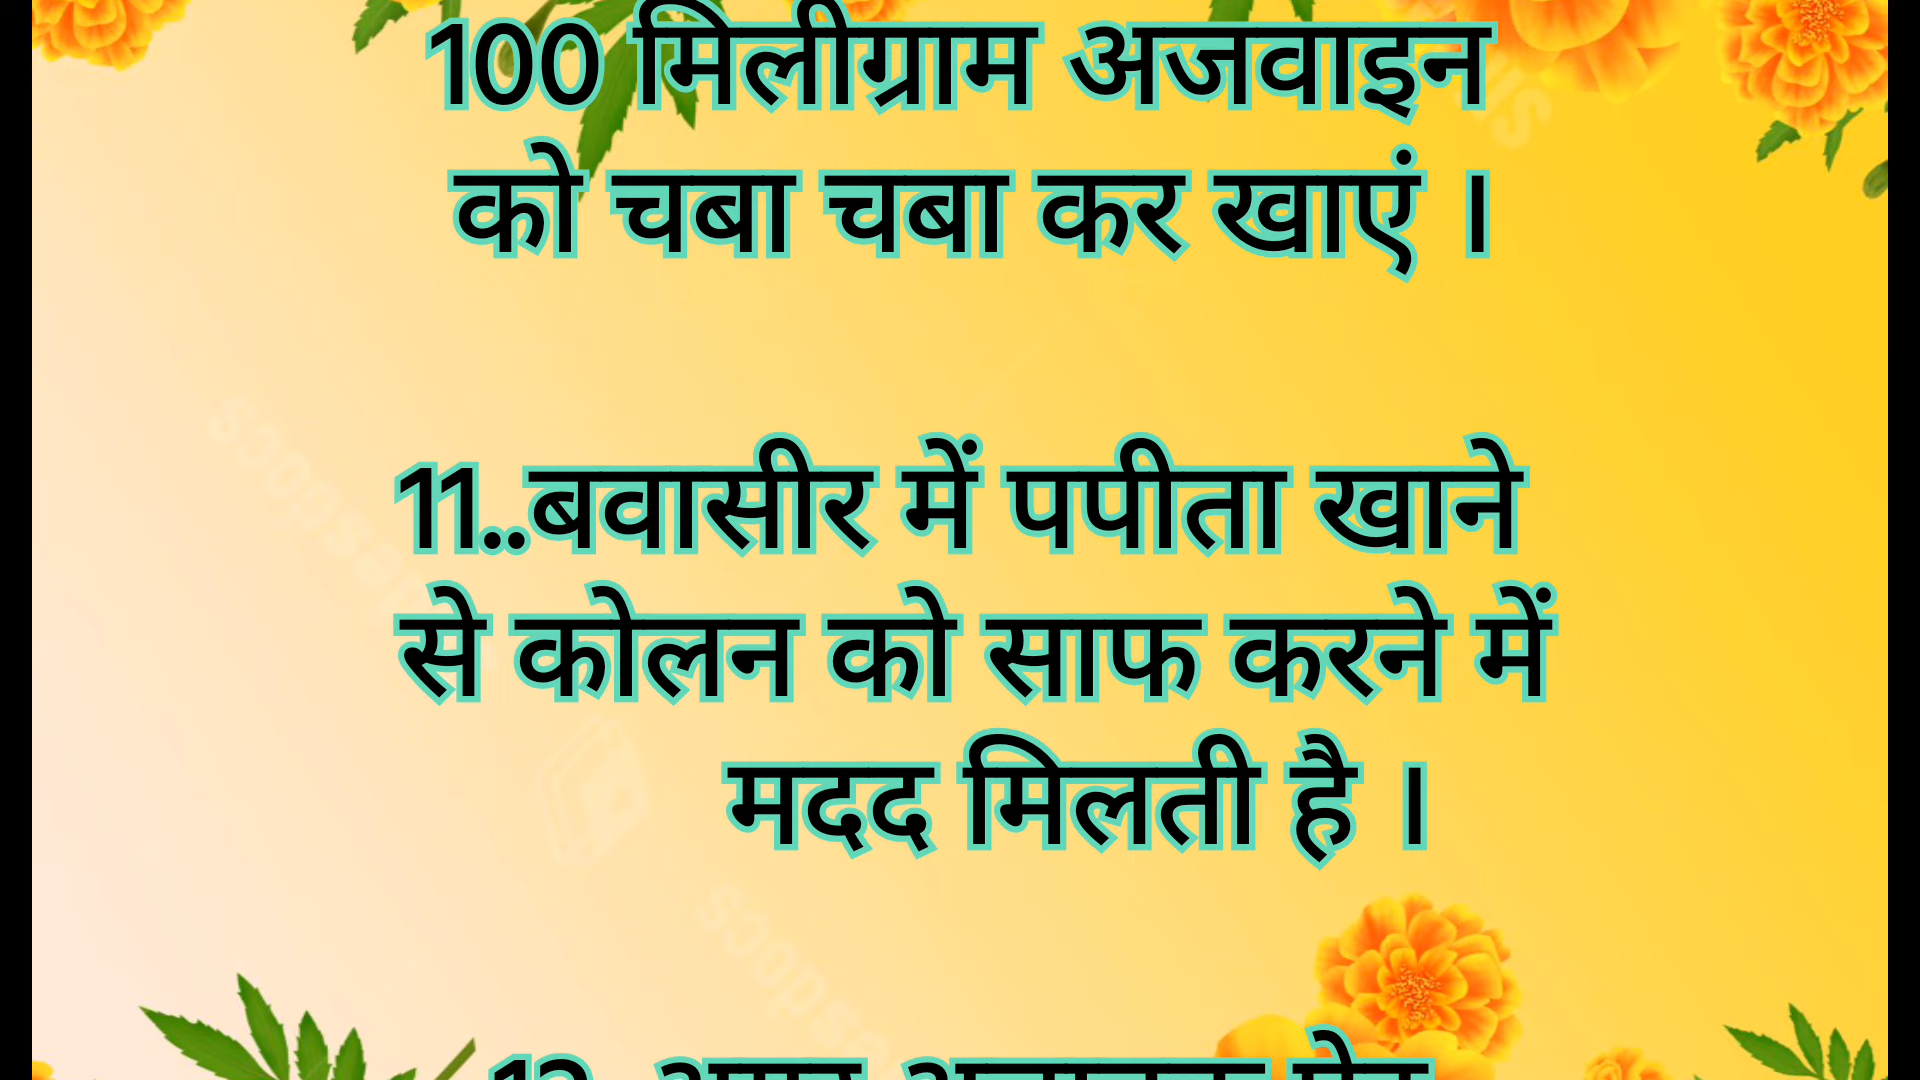 100 मिलीग्राम अजवाइन
को चबा चबा कर खाएं ।
11..बवासीर में पपीता खाने
से कोलन को साफ करने में
मदद मिलती है ।